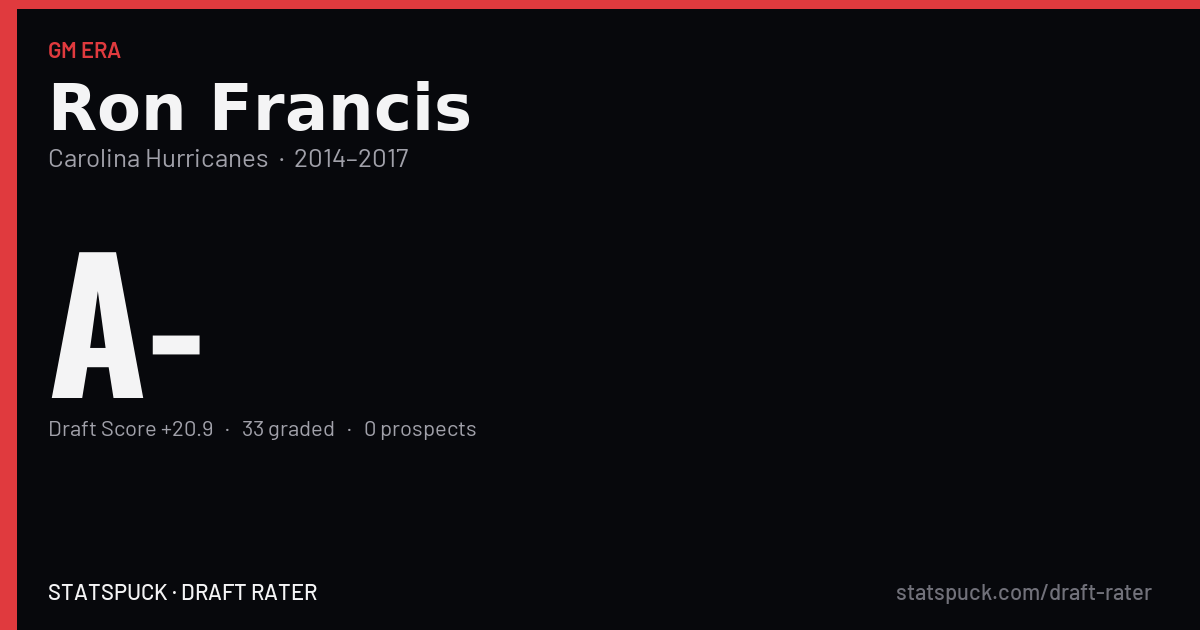 GM ERA
Ron Francis
Carolina Hurricanes · 2014–2017
A-
Draft Score +20.9 · 33 graded · 0 prospects
STATSPUCK · DRAFT RATER
statspuck.com/draft-rater